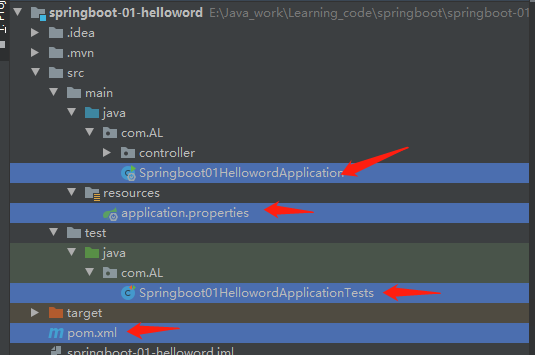 springboot-01-helloword E:\Java_work\Learning_code\springboot\springboot-01
.idea
.mvn
src
main
java
com.AL
controller
Springboot01HellowordApplication
resources
application.properties
test
java
com.AL
Springboot01HellowordApplicationTests
target
pom.xml
springboot-01-helloword.iml